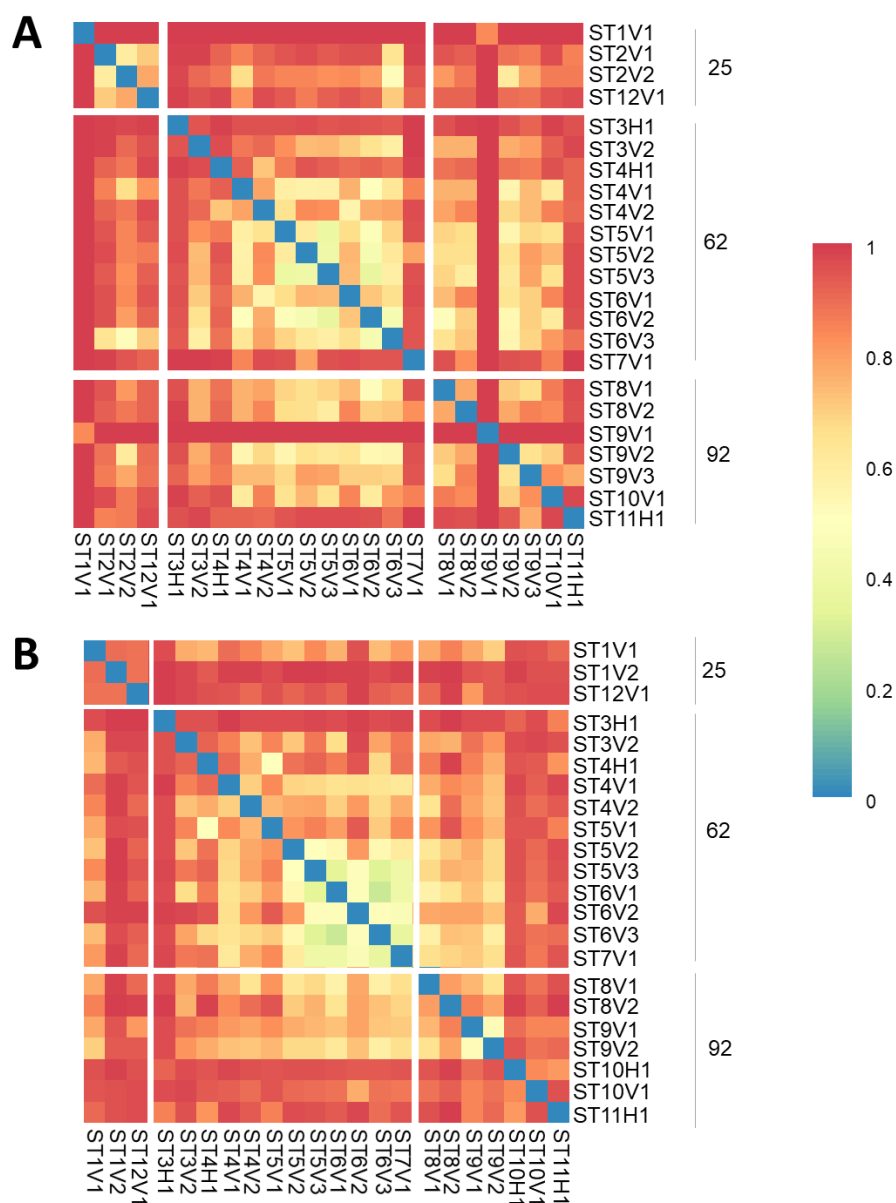 A
ST1V1
ST2V1
ST2V2
ST12V1
25
ST3H1
ST3V2
ST4H1
ST4V1
ST4V2
ST5V1
ST5V2
ST5V3
ST6V1
ST6V2
ST6V3
ST7V1
62
ST8V1
ST8V2
ST9V1
ST9V2
ST9V3
ST10V1
ST11H1
92
ST1V1
ST2V1
ST2V2
ST12V1
ST3H1
ST3V2
ST4H1
ST4V1
ST4V2
ST5V1
ST5V2
ST5V3
ST6V1
ST6V2
ST6V3
ST7V1
ST8V1
ST8V2
ST9V1
ST9V2
ST9V3
ST10V1
ST11H1
1
0.8
0.6
0.4
0.2
0
B
ST1V1
ST1V2
ST12V1
25
ST3H1
ST3V2
ST4H1
ST4V1
ST4V2
ST5V1
ST5V2
ST5V3
ST6V1
ST6V2
ST6V3
ST7V1
62
ST8V1
ST8V2
ST9V1
ST9V2
ST10H1
ST10V1
ST11H1
92
ST1V1
ST1V2
ST12V1
ST3H1
ST3V2
ST4H1
ST4V1
ST4V2
ST5V1
ST5V2
ST5V3
ST6V1
ST6V2
ST6V3
ST7V1
ST8V1
ST8V2
ST9V1
ST9V2
ST10H1
ST10V1
ST11H1